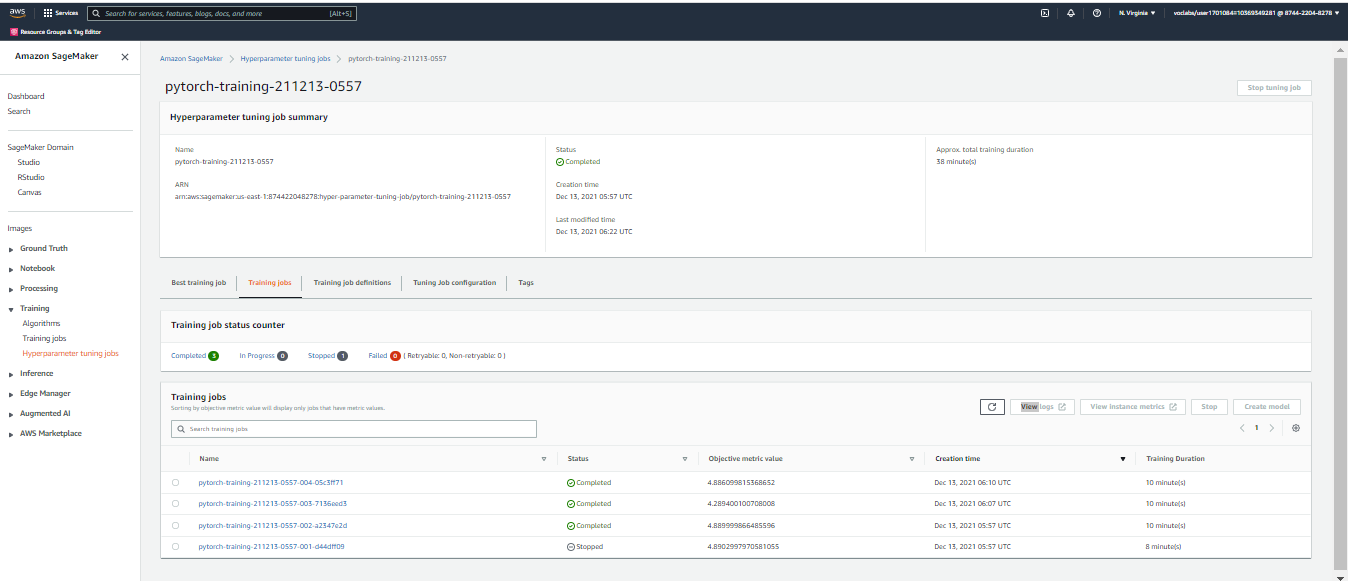 aws
Services
Search for services, features, blogs, docs, and more
[Alt+S]
N. Virginia ▼
voclabs/user1701084=10369349281 @ 8744-2204-8278 ▼
Resource Groups & Tag Editor
Amazon SageMaker
Dashboard
Search
SageMaker Domain
Studio
RStudio
Canvas
Images
Ground Truth
Notebook
Processing
Training
Algorithms
Training jobs
Hyperparameter tuning jobs
Inference
Edge Manager
Augmented AI
AWS Marketplace
Amazon SageMaker > Hyperparameter tuning jobs > pytorch-training-211213-0557
pytorch-training-211213-0557
Stop tuning job
Hyperparameter tuning job summary
Name
pytorch-training-211213-0557
ARN
arn:aws:sagemaker:us-east-1:874422048278:hyper-parameter-tuning-job/pytorch-training-211213-0557
Status
Completed
Creation time
Dec 13, 2021 05:57 UTC
Last modified time
Dec 13, 2021 06:22 UTC
Approx. total training duration
38 minute(s)
Best training job
Training jobs
Training job definitions
Tuning Job configuration
Tags
Training job status counter
Completed 3 In Progress 0 Stopped 1 Failed 0 ( Retryable: 0, Non-retryable: 0 )
Training jobs
Sorting by objective metric value will display only jobs that have metric values.
View logs
View instance metrics
Stop
Create model
Search training jobs
< 1 >
Name Status Objective metric value Creation time Training Duration
pytorch-training-211213-0557-004-05c3ff71 Completed 4.886099815368652 Dec 13, 2021 06:10 UTC 10 minute(s)
pytorch-training-211213-0557-003-7136eed3 Completed 4.289400100708008 Dec 13, 2021 06:07 UTC 10 minute(s)
pytorch-training-211213-0557-002-a2347e2d Completed 4.889999866485596 Dec 13, 2021 05:57 UTC 10 minute(s)
pytorch-training-211213-0557-001-d44dff09 Stopped 4.8902997970581055 Dec 13, 2021 05:57 UTC 8 minute(s)